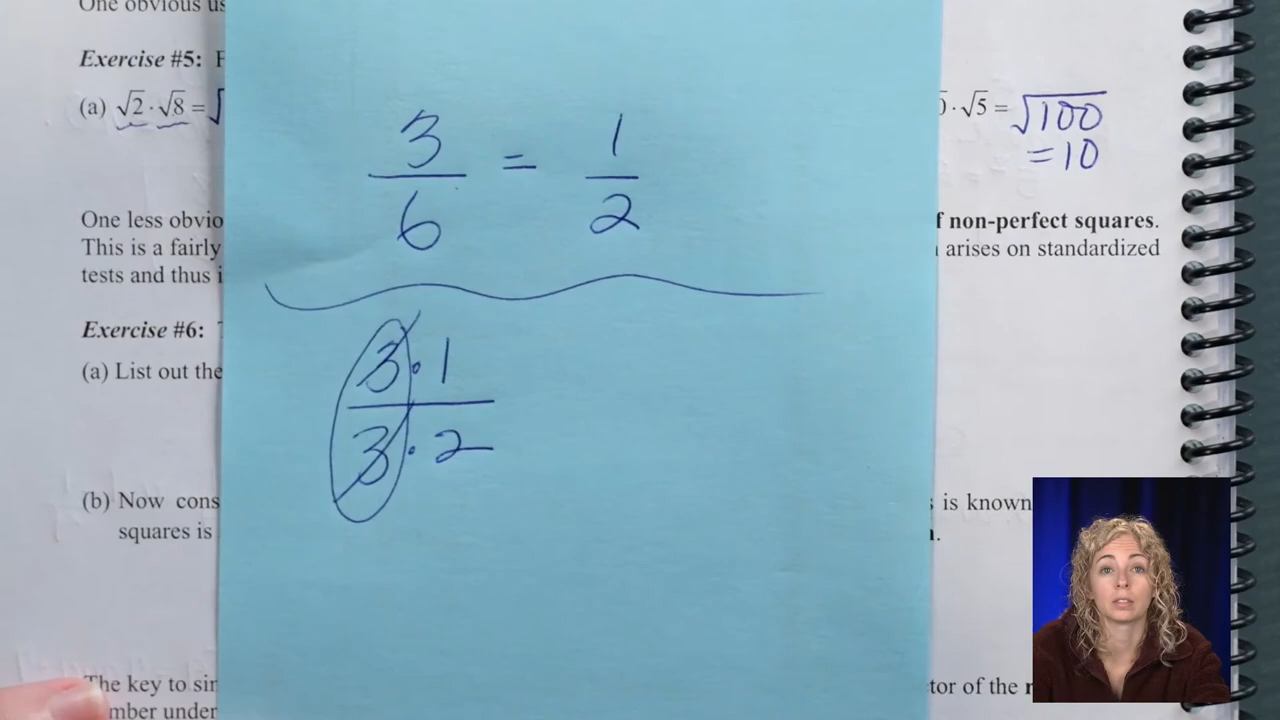 One obvious us
Exercise #5: F
(a) √2 · √8 = √
· √5 = √100
= 10
3/6 = 1/2
One less obvio
f non-perfect squares.
This is a fairly
arises on standardized
tests and thus i
Exercise #6:
3 · 1
3 · 2
(a) List out the
(b) Now cons
is known
squares is
The key to sir
tor of the r
mber under